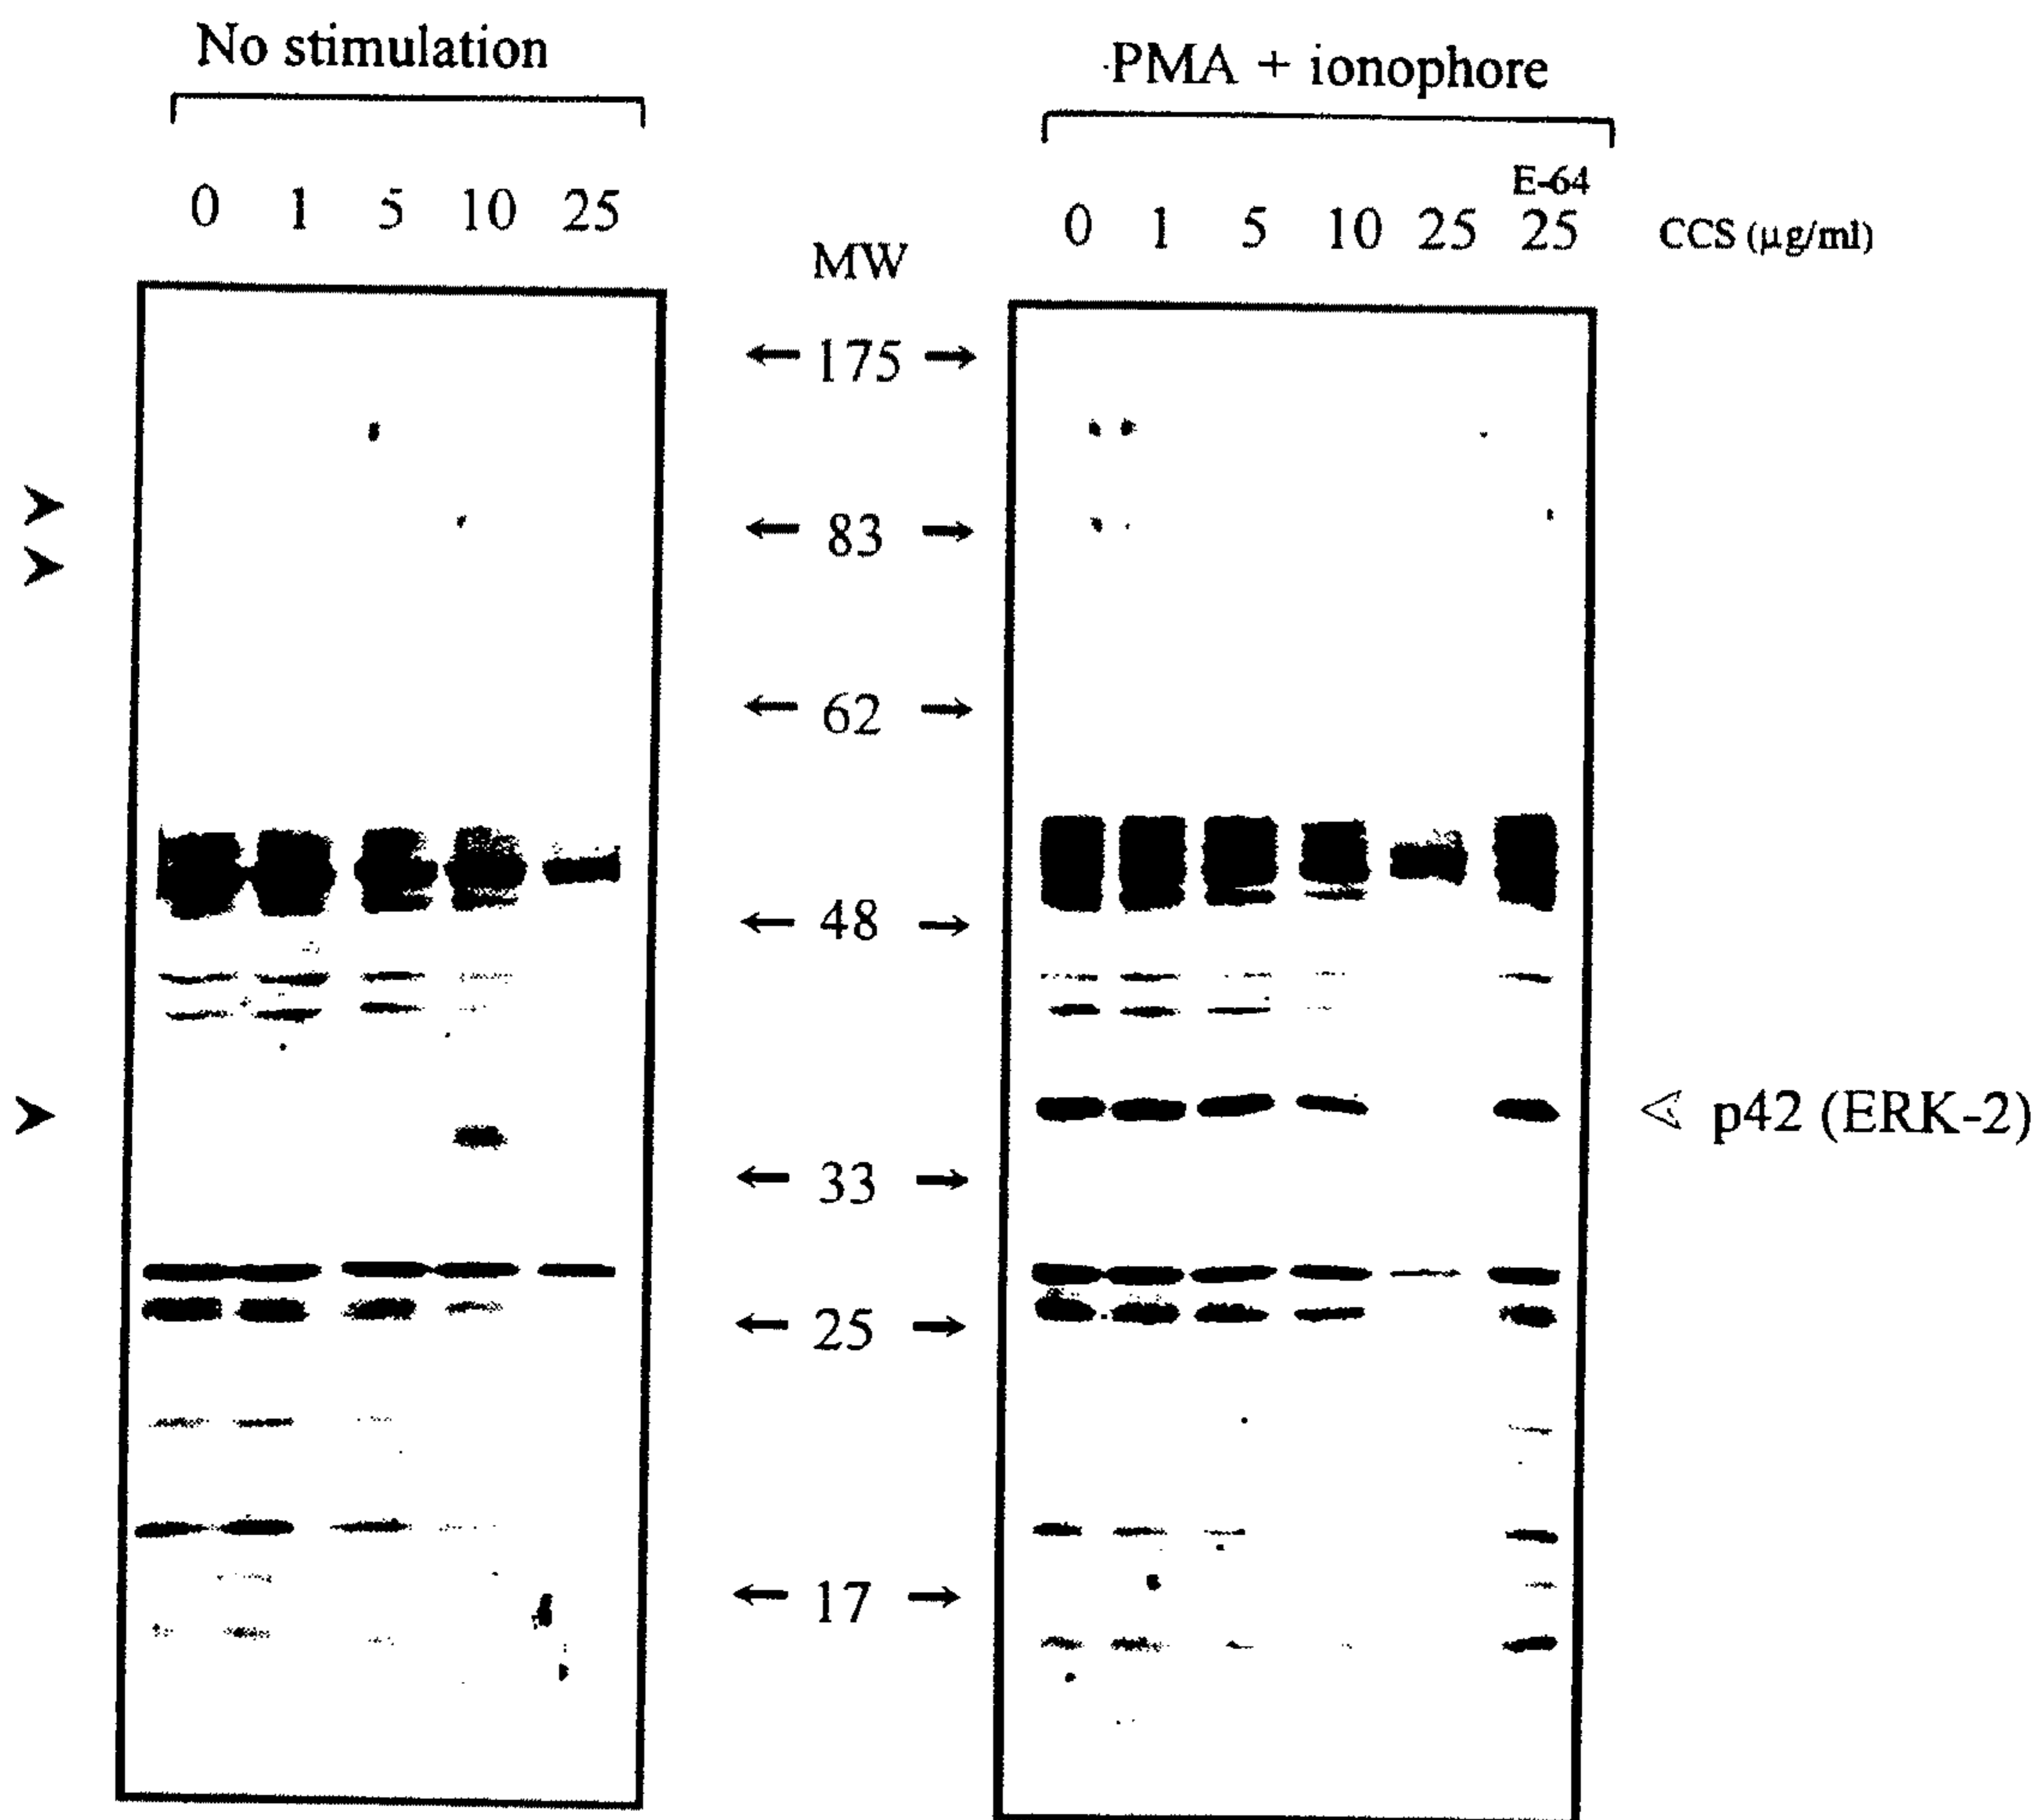 No stimulation
PMA + ionophore
0 1 5 10 25
E-64
0 1 5 10 25 25 CCS (µg/ml)
MW
175
83
62
48
p42 (ERK-2)
33
25
17